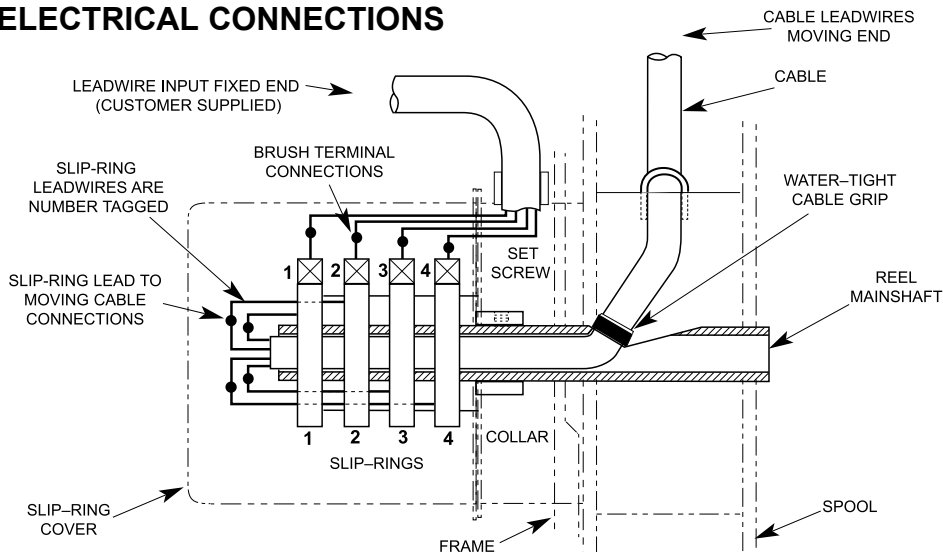 ELECTRICAL CONNECTIONS
CABLE LEADWIRES
MOVING END
LEADWIRE INPUT FIXED END
(CUSTOMER SUPPLIED)
CABLE
BRUSH TERMINAL
CONNECTIONS
SLIP-RING
LEADWIRES ARE
NUMBER TAGGED
WATER–TIGHT
CABLE GRIP
SET
SCREW
1 2 3 4
SLIP-RING LEAD TO
MOVING CABLE
CONNECTIONS
REEL
MAINSHAFT
1 2 3 4
COLLAR
SLIP–RINGS
SLIP–RING
COVER
SPOOL
FRAME